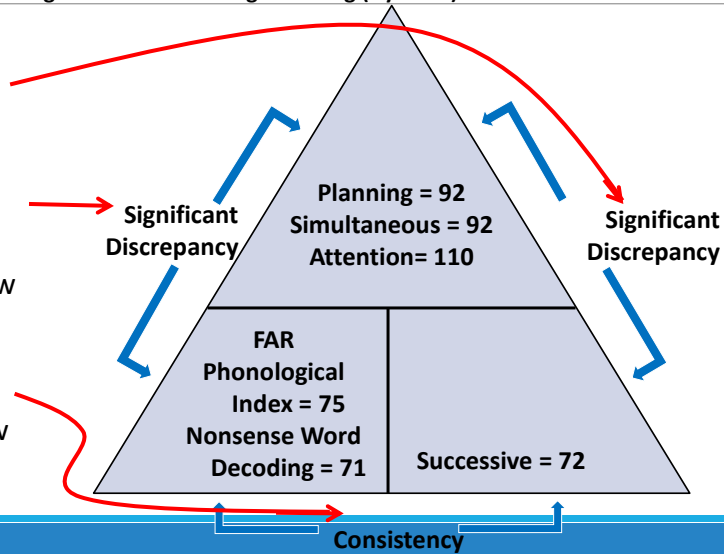 Planning = 92
Simultaneous = 92
Attention= 110
Significant
Discrepancy
Significant
Discrepancy
w
FAR
Phonological
Index = 75
Nonsense Word
Decoding = 71
Successive = 72
Consistency